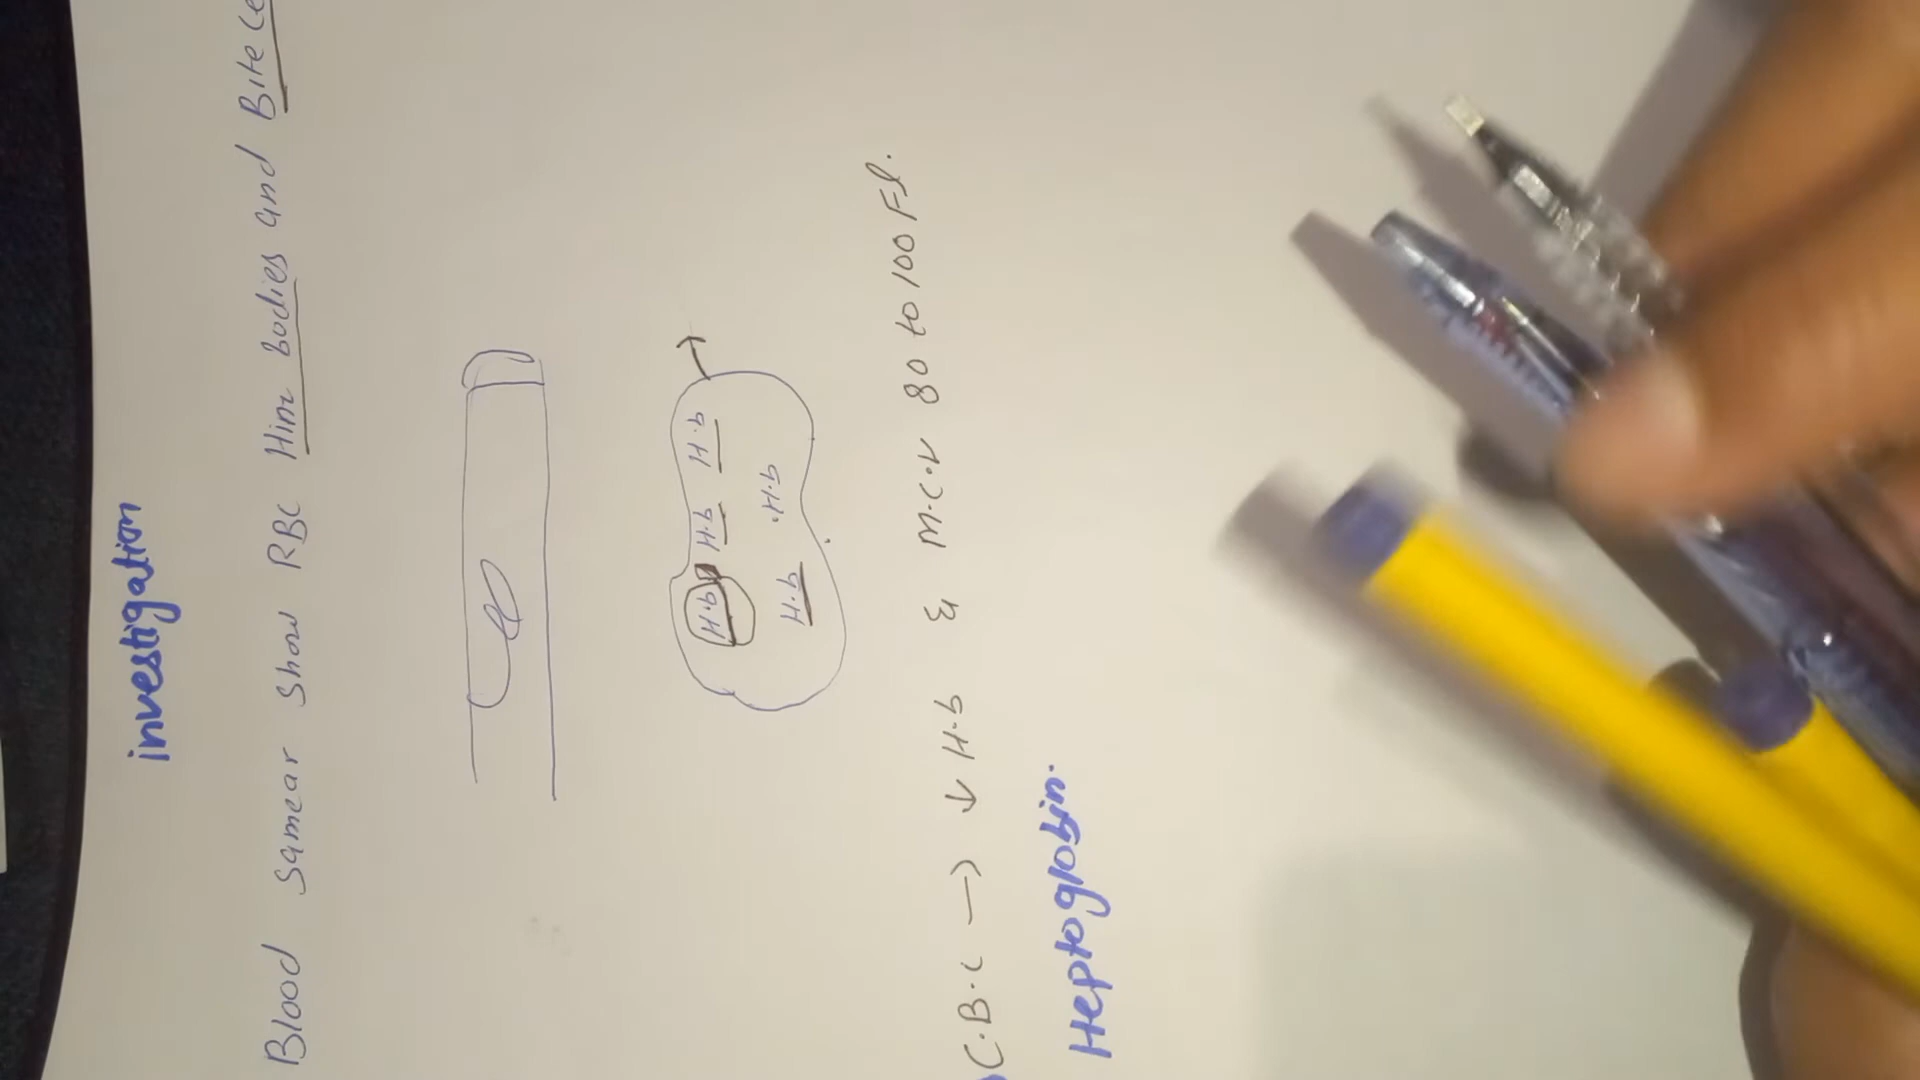 investigation
Blood Samear Show RBC Hinz bodies and Bite Ce
H.b H.b H.b
H.b H.b
C.B.C → ↓ H.b & M.C.V 80 to 100 Fl.
Heptoglobin.